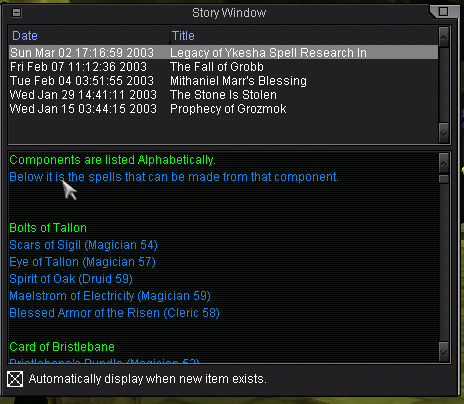 Story Window
Date Title
Sun Mar 02 17:16:59 2003 Legacy of Ykesha Spell Research In
Fri Feb 07 11:12:36 2003 The Fall of Grobb
Tue Feb 04 03:51:55 2003 Mithaniel Marr's Blessing
Wed Jan 29 14:41:11 2003 The Stone Is Stolen
Wed Jan 15 03:44:15 2003 Prophecy of Grozmok
Components are listed Alphabetically.
Below it is the spells that can be made from that component.
Bolts of Tallon
Scars of Sigil (Magician 54)
Eye of Tallon (Magician 57)
Spirit of Oak (Druid 59)
Maelstrom of Electricity (Magician 59)
Blessed Armor of the Risen (Cleric 58)
Card of Bristlebane
Bristlebane's Bundle (Magician 52)
Automatically display when new item exists.